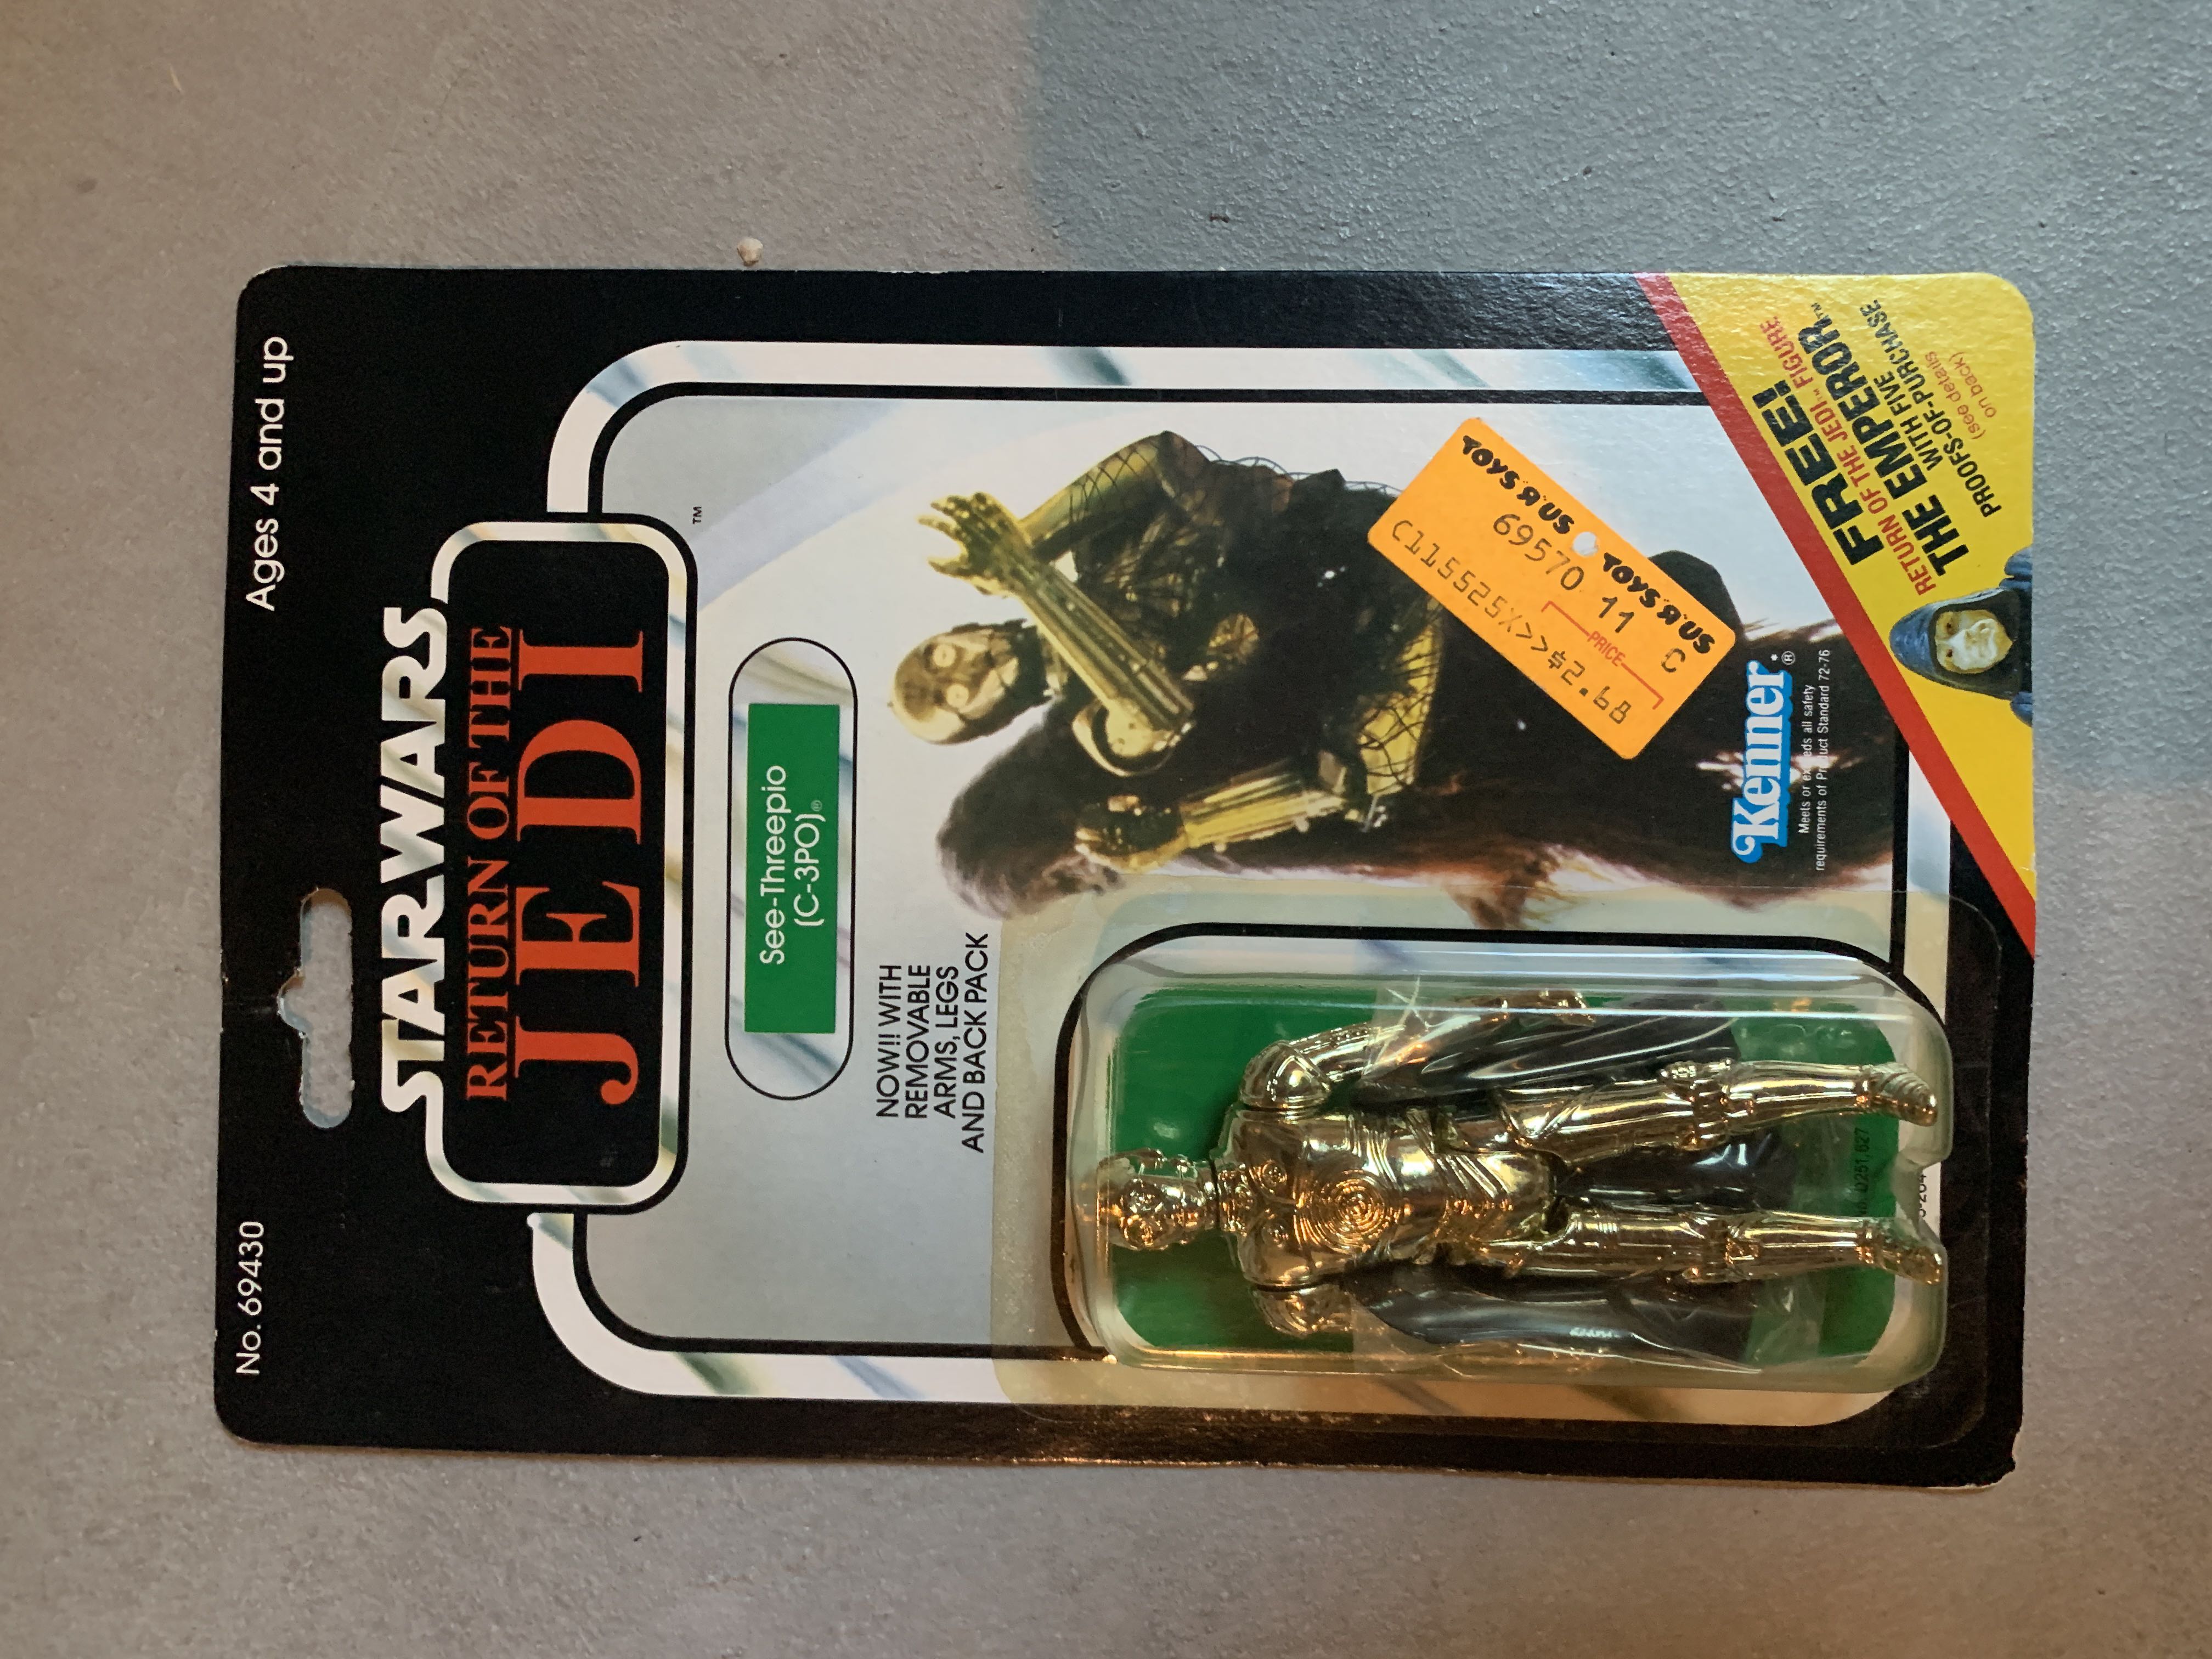 No. 69430
Ages 4 and up
STAR WARS
RETURN OF THE
JEDI
TM
See-Threepio
(C-3PO)®
NOW!! WITH
REMOVABLE
ARMS, LEGS
AND BACK PACK
TOYS Я US TOYS Я US
69570 11 C
PRICE
C115525X>>$2.68
Kenner®
Meets or exceeds all safety
requirements of Product Standard 72-76
FREE!
RETURN OF THE JEDI™ FIGURE,
THE EMPEROR™
WITH FIVE
PROOFS-OF-PURCHASE.
(see details
on back)